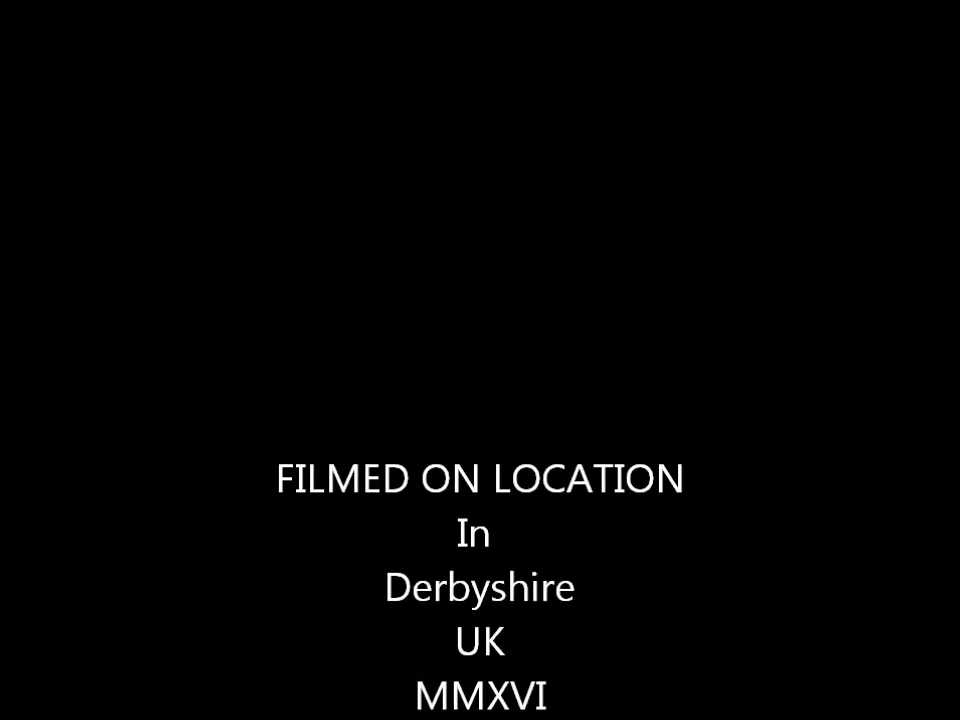 FILMED ON LOCATION
In
Derbyshire
UK
MMXVI